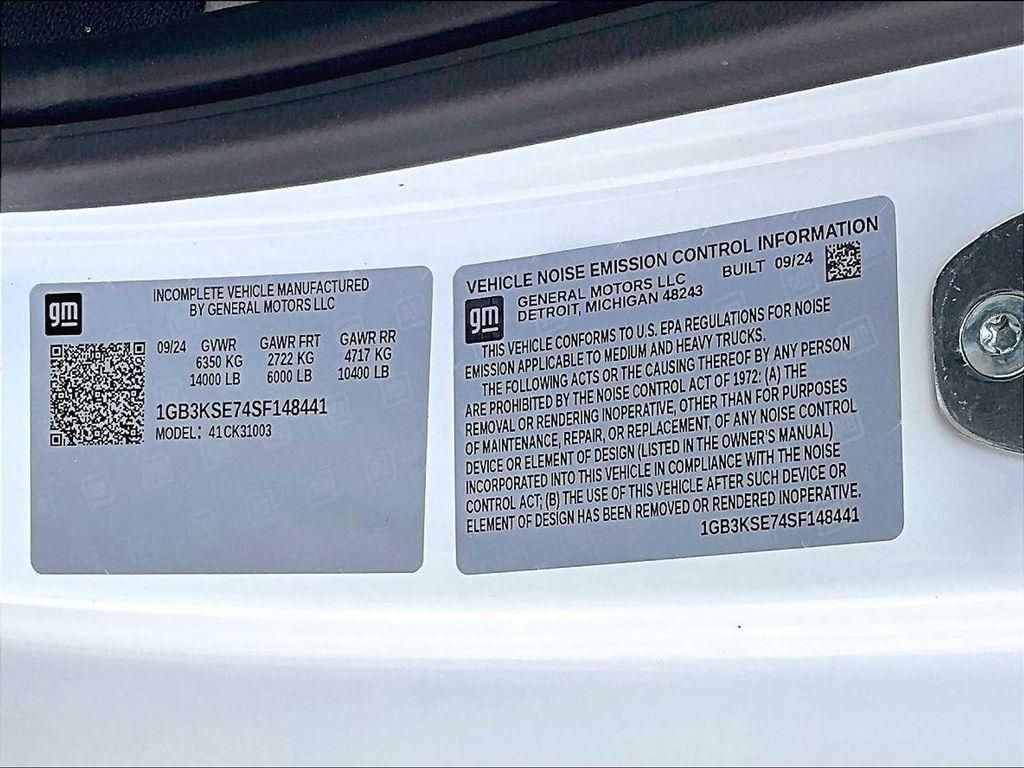 gm
INCOMPLETE VEHICLE MANUFACTURED
BY GENERAL MOTORS LLC
09/24 GVWR GAWR FRT GAWR RR
6350 KG 2722 KG 4717 KG
14000 LB 6000 LB 10400 LB
1GB3KSE74SF148441
MODEL: 41CK31003
VEHICLE NOISE EMISSION CONTROL INFORMATION
gm
GENERAL MOTORS LLC BUILT 09/24
DETROIT, MICHIGAN 48243
THIS VEHICLE CONFORMS TO U.S. EPA REGULATIONS FOR NOISE
EMISSION APPLICABLE TO MEDIUM AND HEAVY TRUCKS.
THE FOLLOWING ACTS OR THE CAUSING THEREOF BY ANY PERSON
ARE PROHIBITED BY THE NOISE CONTROL ACT OF 1972: (A) THE
REMOVAL OR RENDERING INOPERATIVE, OTHER THAN FOR PURPOSES
OF MAINTENANCE, REPAIR, OR REPLACEMENT, OF ANY NOISE CONTROL
DEVICE OR ELEMENT OF DESIGN (LISTED IN THE OWNER'S MANUAL)
INCORPORATED INTO THIS VEHICLE IN COMPLIANCE WITH THE NOISE
CONTROL ACT; (B) THE USE OF THIS VEHICLE AFTER SUCH DEVICE OR
ELEMENT OF DESIGN HAS BEEN REMOVED OR RENDERED INOPERATIVE.
1GB3KSE74SF148441